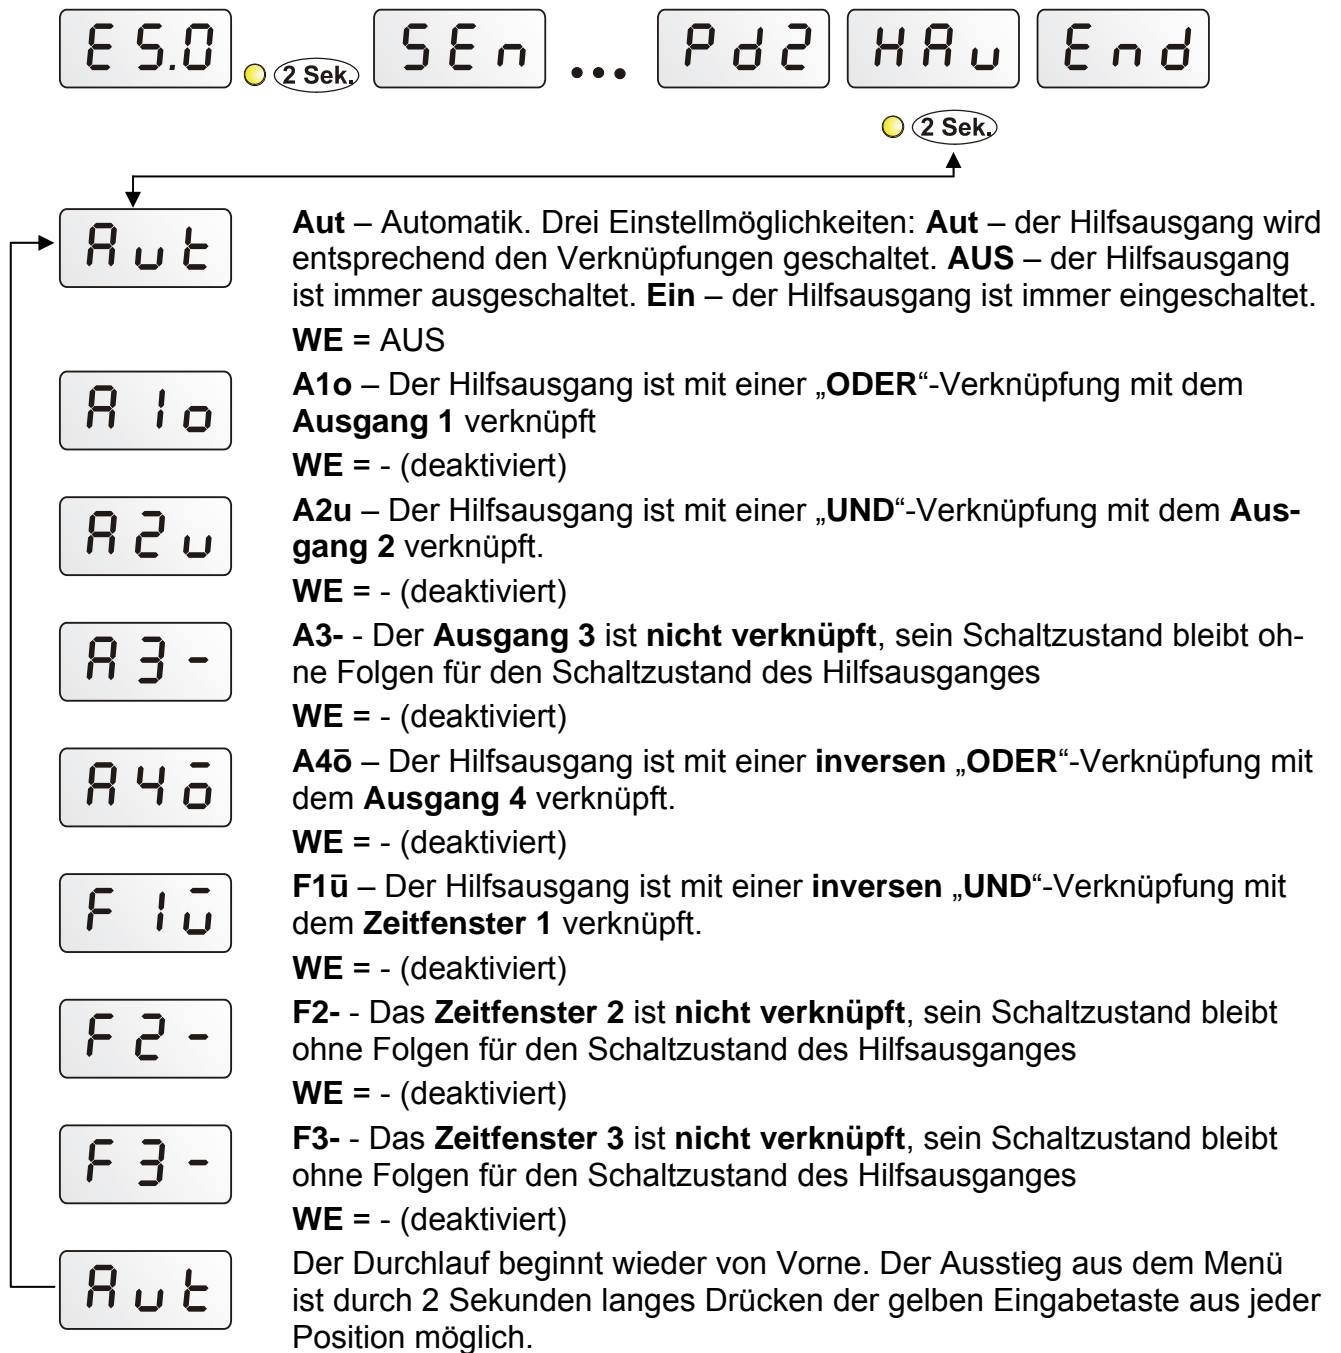 E5.0 2 Sek. SEn ... Pd2 HAu End
2 Sek.
Aut
Aut – Automatik. Drei Einstellmöglichkeiten: Aut – der Hilfsausgang wird
entsprechend den Verknüpfungen geschaltet. AUS – der Hilfsausgang
ist immer ausgeschaltet. Ein – der Hilfsausgang ist immer eingeschaltet.
WE = AUS
A1o
A1o – Der Hilfsausgang ist mit einer „ODER“-Verknüpfung mit dem
Ausgang 1 verknüpft
WE = - (deaktiviert)
A2u
A2u – Der Hilfsausgang ist mit einer „UND“-Verknüpfung mit dem Aus-
gang 2 verknüpft.
WE = - (deaktiviert)
A3-
A3- - Der Ausgang 3 ist nicht verknüpft, sein Schaltzustand bleibt oh-
ne Folgen für den Schaltzustand des Hilfsausganges
WE = - (deaktiviert)
A4ō
A4ō – Der Hilfsausgang ist mit einer inversen „ODER“-Verknüpfung mit
dem Ausgang 4 verknüpft.
WE = - (deaktiviert)
F1ū
F1ū – Der Hilfsausgang ist mit einer inversen „UND“-Verknüpfung mit
dem Zeitfenster 1 verknüpft.
WE = - (deaktiviert)
F2-
F2- - Das Zeitfenster 2 ist nicht verknüpft, sein Schaltzustand bleibt
ohne Folgen für den Schaltzustand des Hilfsausganges
WE = - (deaktiviert)
F3-
F3- - Das Zeitfenster 3 ist nicht verknüpft, sein Schaltzustand bleibt
ohne Folgen für den Schaltzustand des Hilfsausganges
WE = - (deaktiviert)
Aut
Der Durchlauf beginnt wieder von Vorne. Der Ausstieg aus dem Menü
ist durch 2 Sekunden langes Drücken der gelben Eingabetaste aus jeder
Position möglich.